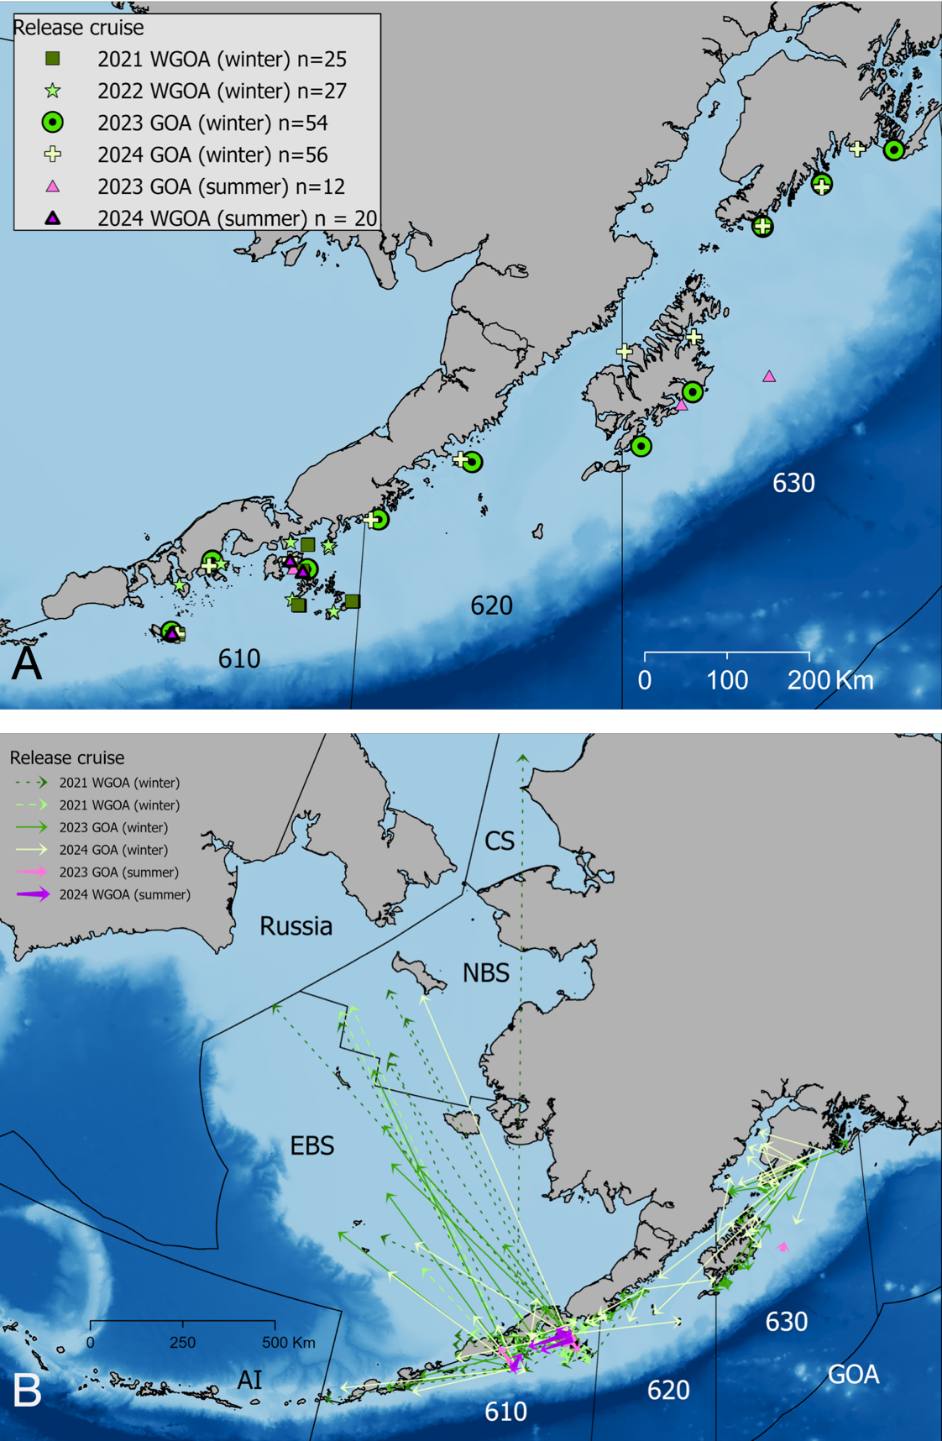 Release cruise
2021 WGOA (winter) n=25
2022 WGOA (winter) n=27
2023 GOA (winter) n=54
2024 GOA (winter) n=56
2023 GOA (summer) n=12
2024 WGOA (summer) n = 20
630
620
610
A
0 100 200 Km
Release cruise
2021 WGOA (winter)
2021 WGOA (winter)
2023 GOA (winter)
2024 GOA (winter)
2023 GOA (summer)
2024 WGOA (summer)
CS
Russia
NBS
EBS
0 250 500 Km
630
AI
GOA
620
610
B